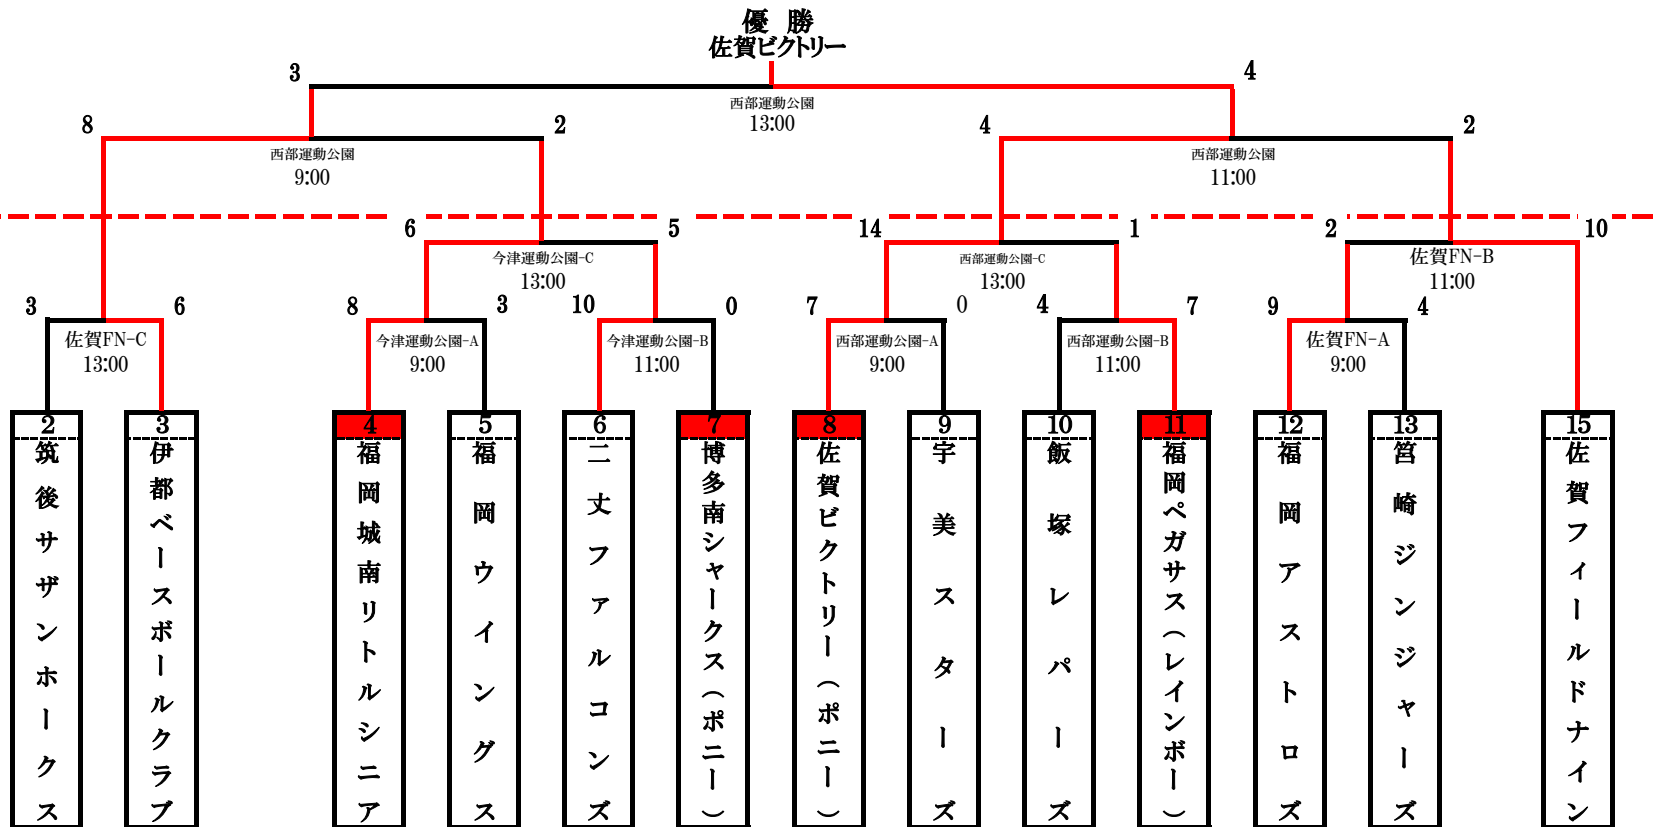 優 勝
佐賀ビクトリー
3
4
西部運動公園
13:00
8
2
4
2
西部運動公園
9:00
西部運動公園
11:00
6
5
14
1
2
10
今津運動公園-C
13:00
西部運動公園-C
13:00
佐賀FN-B
11:00
3
6
8
3
10
0
7
0
4
7
9
4
佐賀FN-C
13:00
今津運動公園-A
9:00
今津運動公園-B
11:00
西部運動公園-A
9:00
西部運動公園-B
11:00
佐賀FN-A
9:00
2
筑後サザンホークス
3
伊都ベースボールクラブ
4
福岡城南リトルシニア
5
福岡ウイングス
6
二丈ファルコンズ
7
博多南シャークス（ポニー）
8
佐賀ビクトリー（ポニー）
9
宇美スターズ
10
飯塚レパーズ
11
福岡ペガサス（レインボー）
12
福岡アストロズ
13
筥崎ジンジャーズ
15
佐賀フィールドナイン